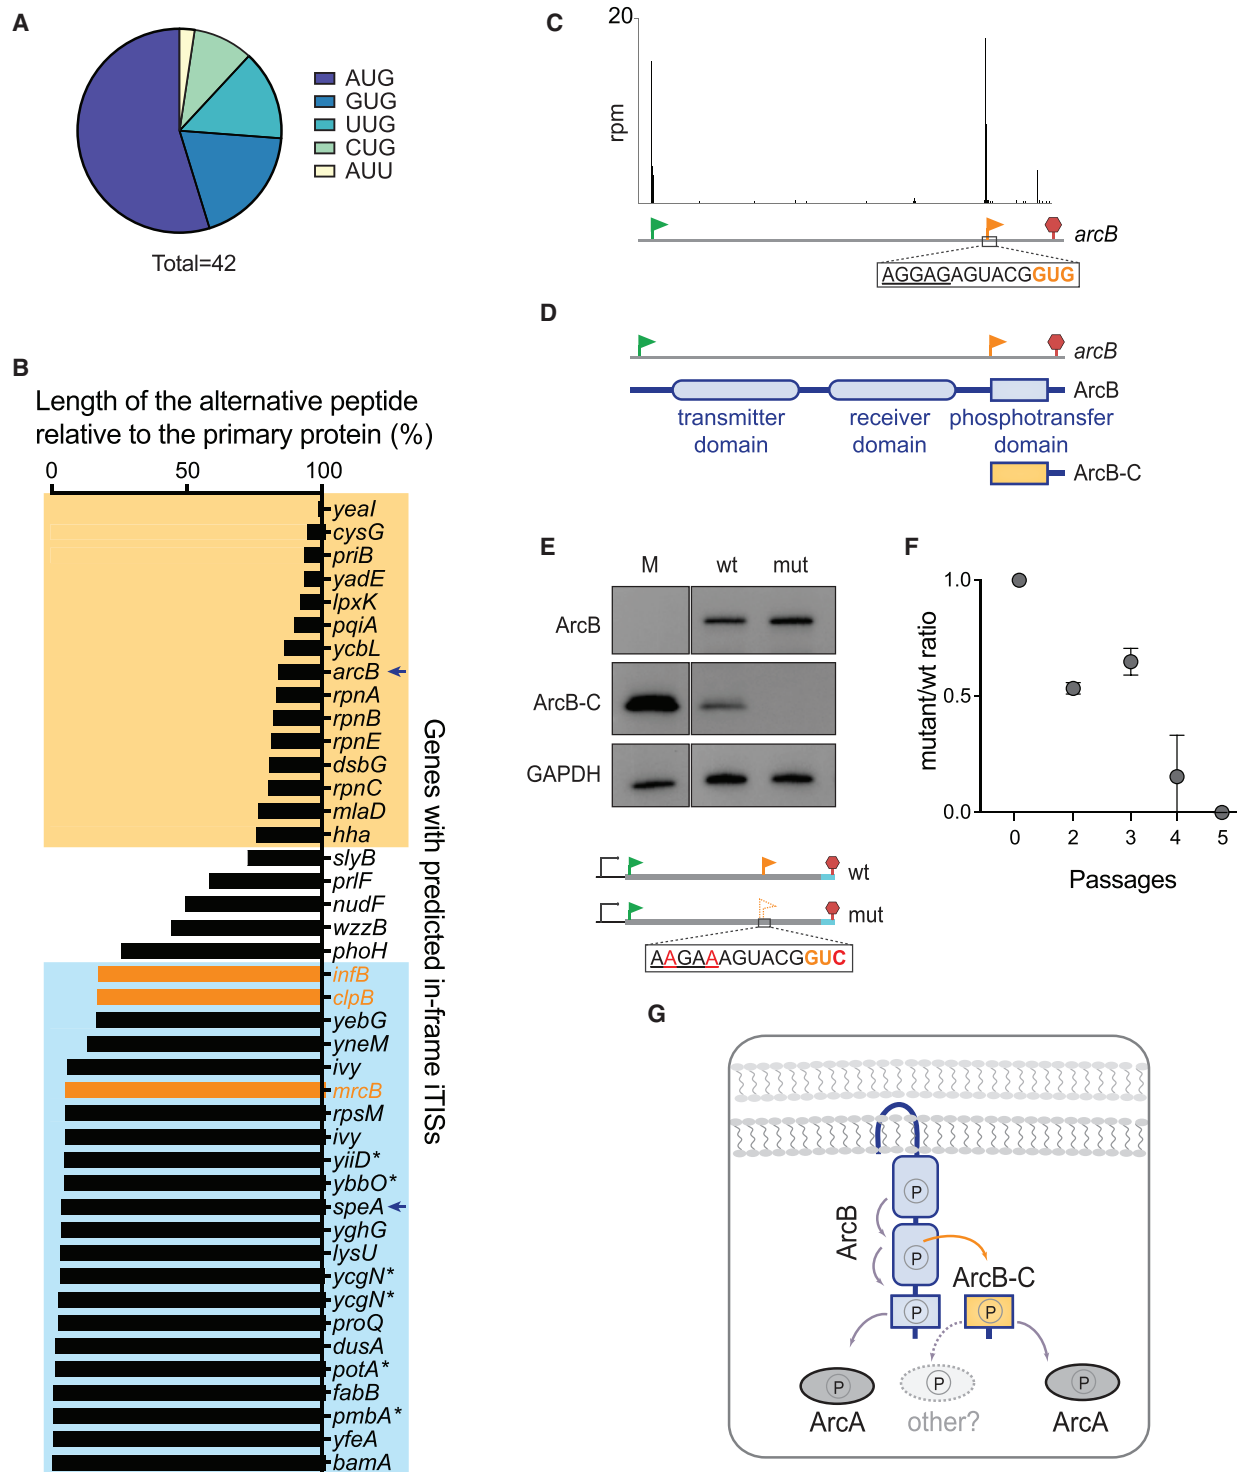 A
AUG
GUG
UUG
CUG
AUU
Total=42
B
Length of the alternative peptide
relative to the primary protein (%)
0 50 100
yeaI
cysG
priB
yadE
lpxK
pqiA
ycbL
arcB
rpnA
rpnB
rpnE
dsbG
rpnC
mlaD
hha
slyB
prlF
nudF
wzzB
phoH
infB
clpB
yebG
yneM
ivy
mrcB
rpsM
ivy
yiiD*
ybbO*
speA
yghG
lysU
ycgN*
ycgN*
proQ
dusA
potA*
fabB
pmbA*
yfeA
bamA
Genes with predicted in-frame iTISs
C
20
rpm
arcB
AGGAGAGUACGGUG
D
arcB
ArcB
transmitter
domain
receiver
domain
phosphotransfer
domain
ArcB-C
E
M wt mut
ArcB
ArcB-C
GAPDH
wt
mut
AAGAAAGUACGGUC
F
mutant/wt ratio
1.0
0.5
0.0
0 2 3 4 5
Passages
G
P
ArcB
P
ArcB-C
P
P
P
P
P
ArcA
other?
ArcA